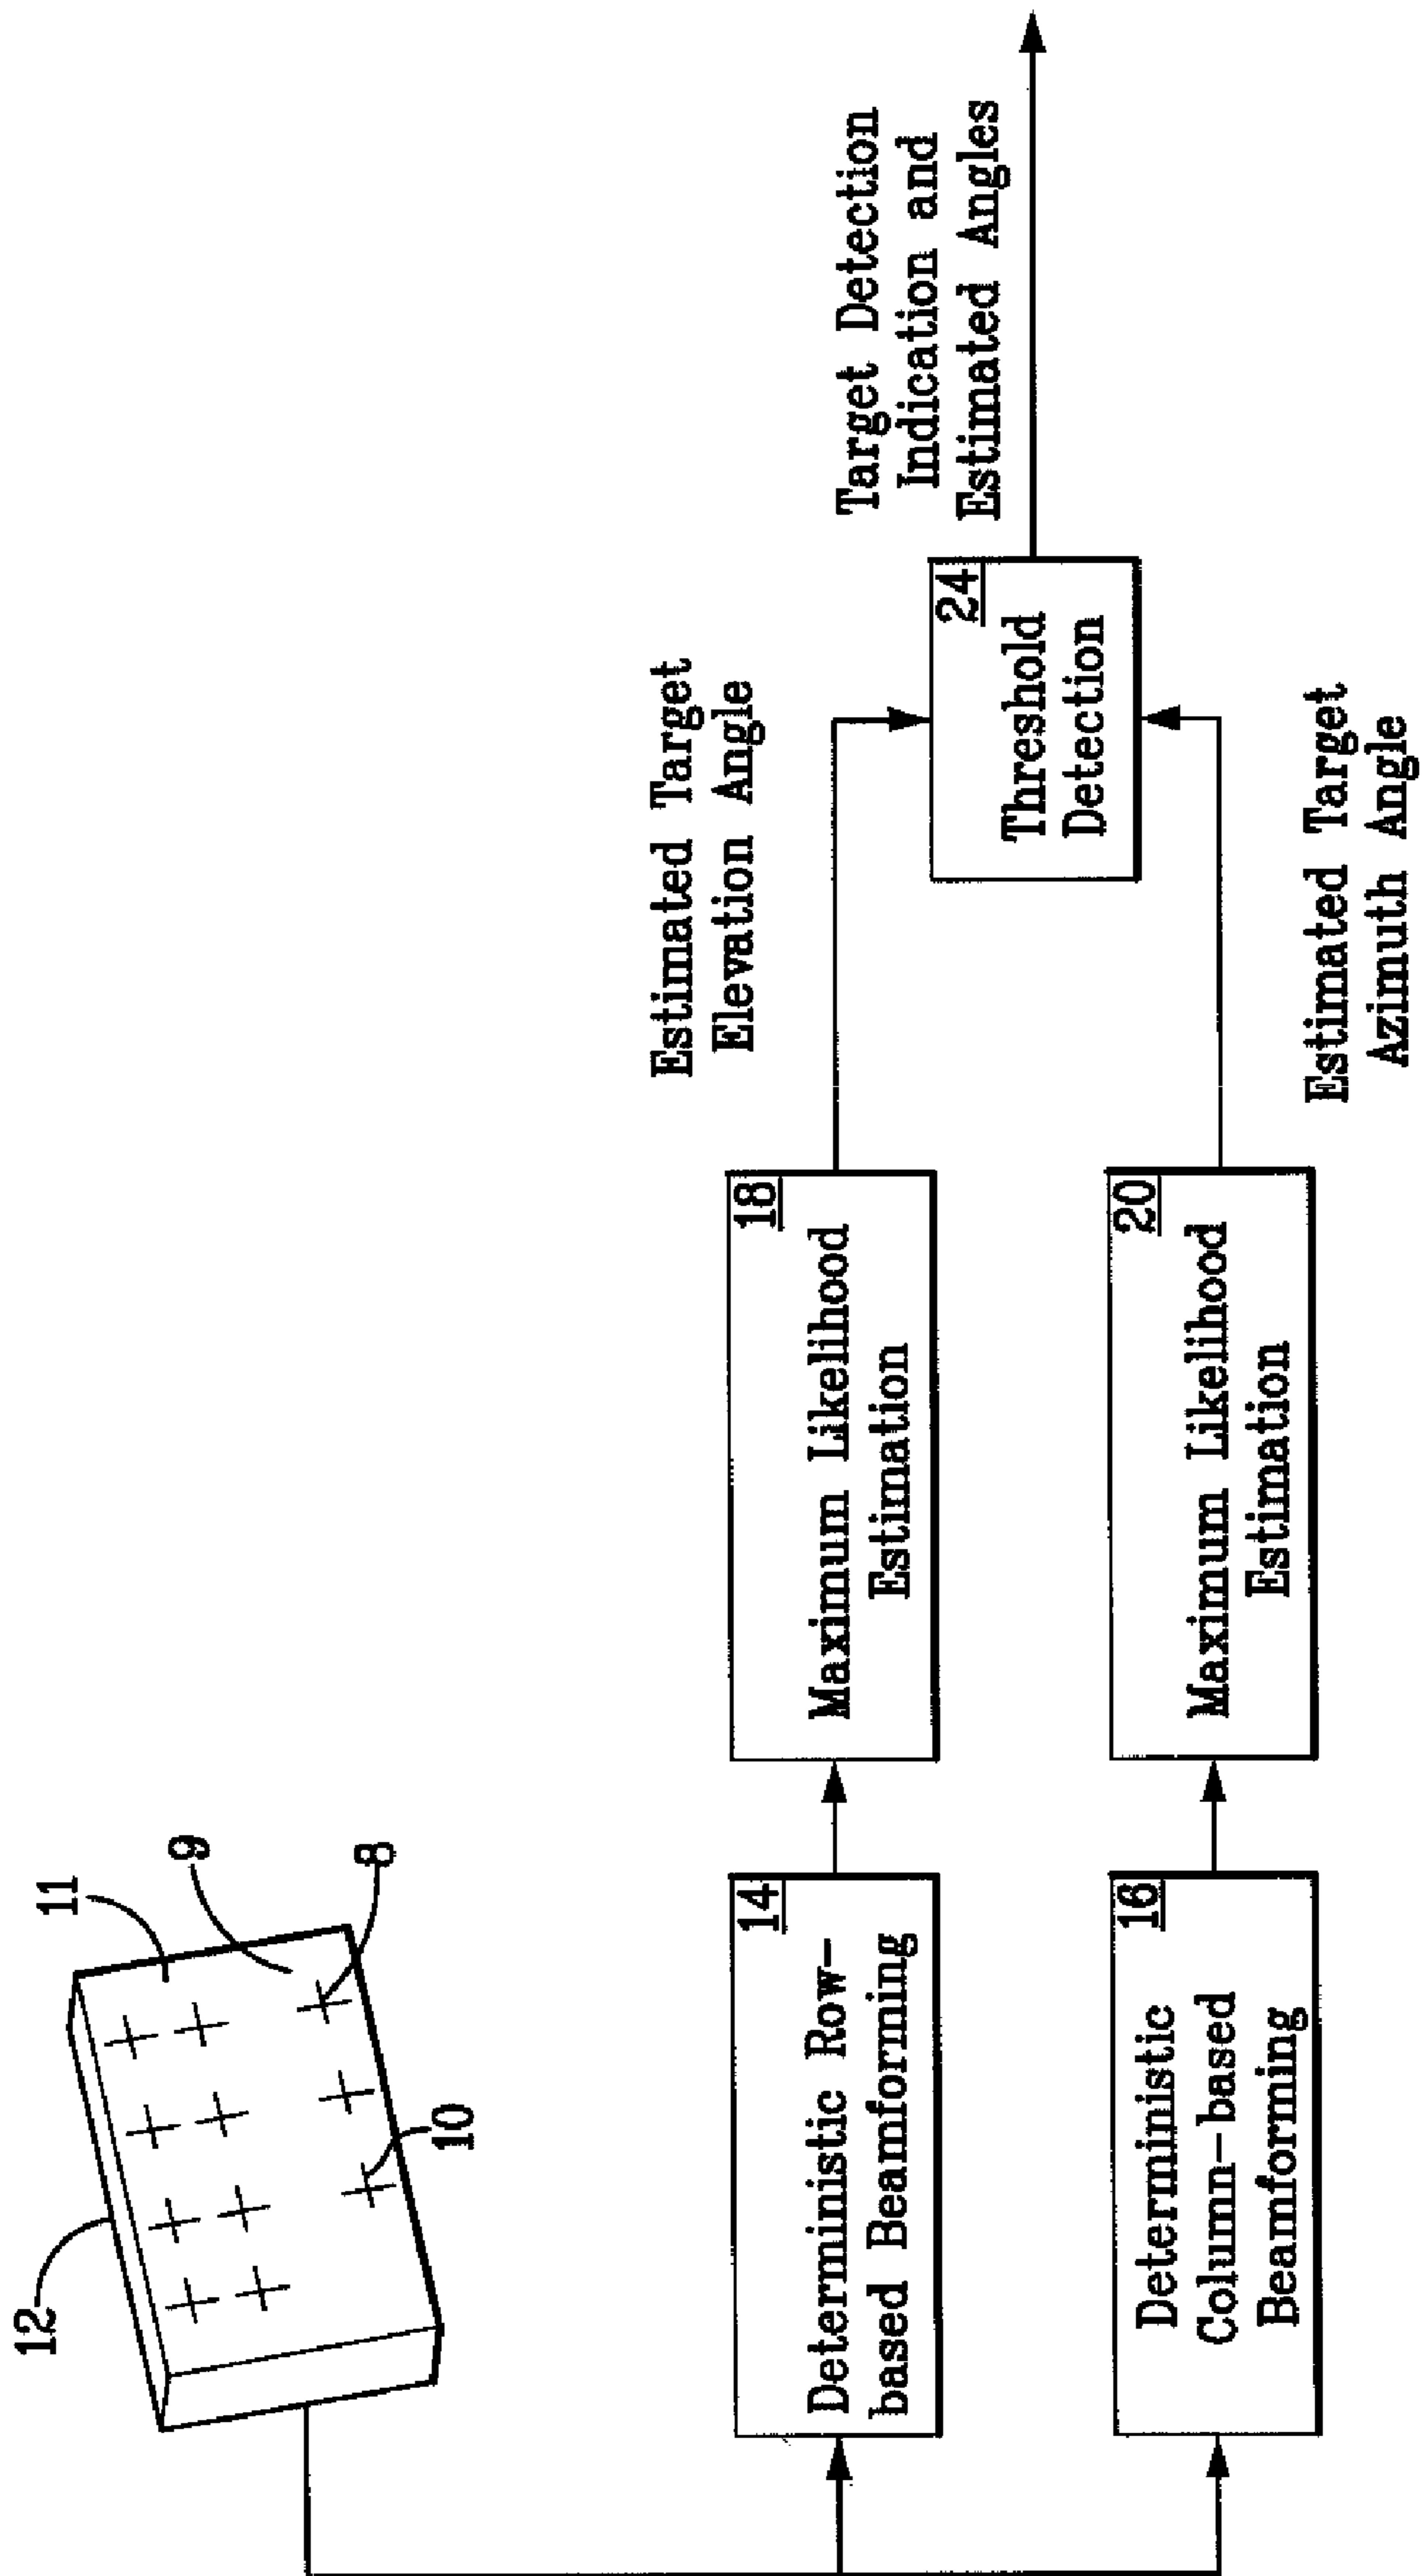 12
11
9
8
10
14
Deterministic Row-
based Beamforming
16
Deterministic
Column-based
Beamforming
18
Maximum Likelihood
Estimation
20
Maximum Likelihood
Estimation
Estimated Target
Elevation Angle
Estimated Target
Azimuth Angle
24
Threshold
Detection
Target Detection
Indication and
Estimated Angles